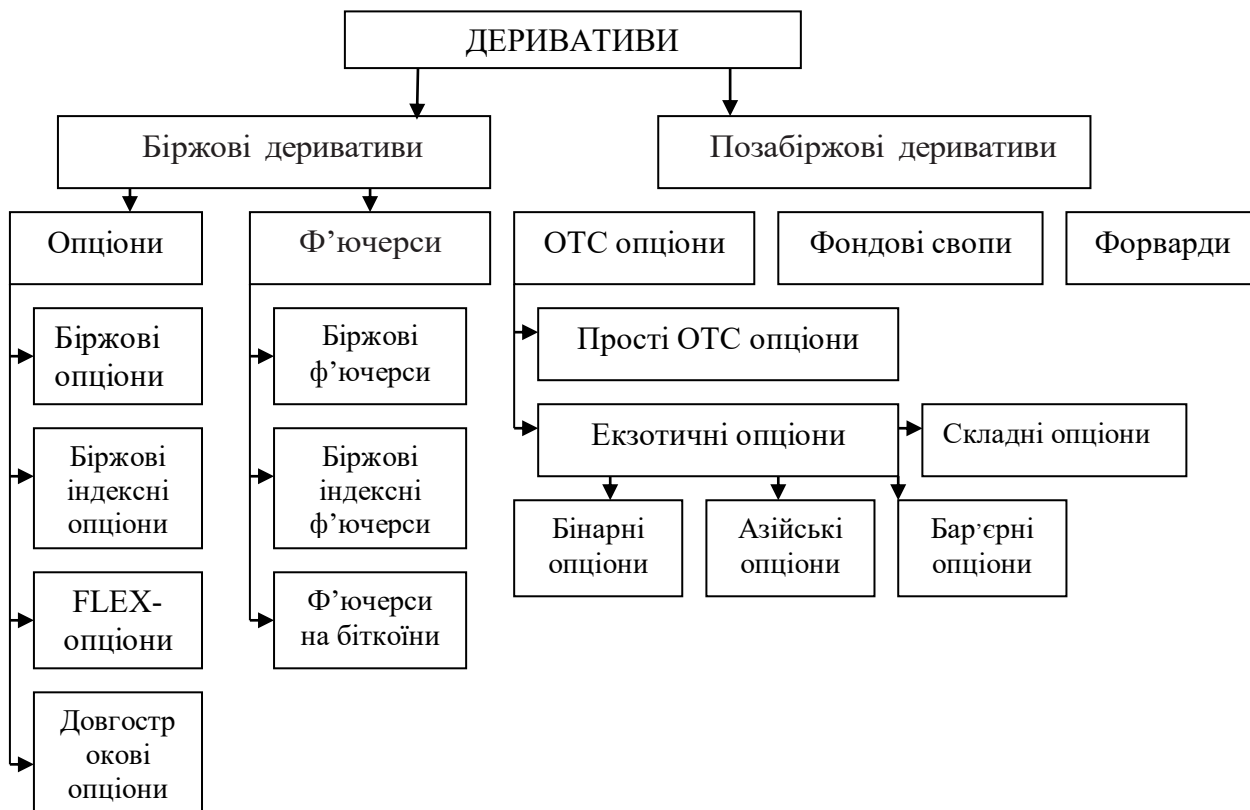 ДЕРИВАТИВИ
Біржові деривативи
Позабіржові деривативи
Опціони
Ф’ючерси
ОТС опціони
Фондові свопи
Форварди
Біржові
опціони
Біржові
ф’ючерси
Прості ОТС опціони
Екзотичні опціони
Складні опціони
Біржові
індексні
опціони
Біржові
індексні
ф’ючерси
Бінарні
опціони
Азійські
опціони
Бар’єрні
опціони
FLEX-
опціони
Ф’ючерси
на біткоїни
Довгостр
окові
опціони